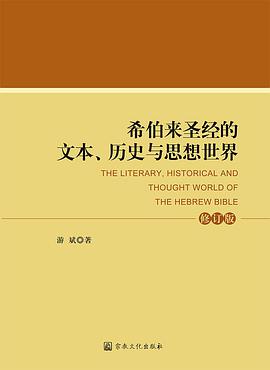 希伯来圣经的
文本、历史与思想世界
THE LITERARY, HISTORICAL AND
THOUGHT WORLD OF
THE HEBREW BIBLE
修订版
游 斌●著
宗教文化出版社